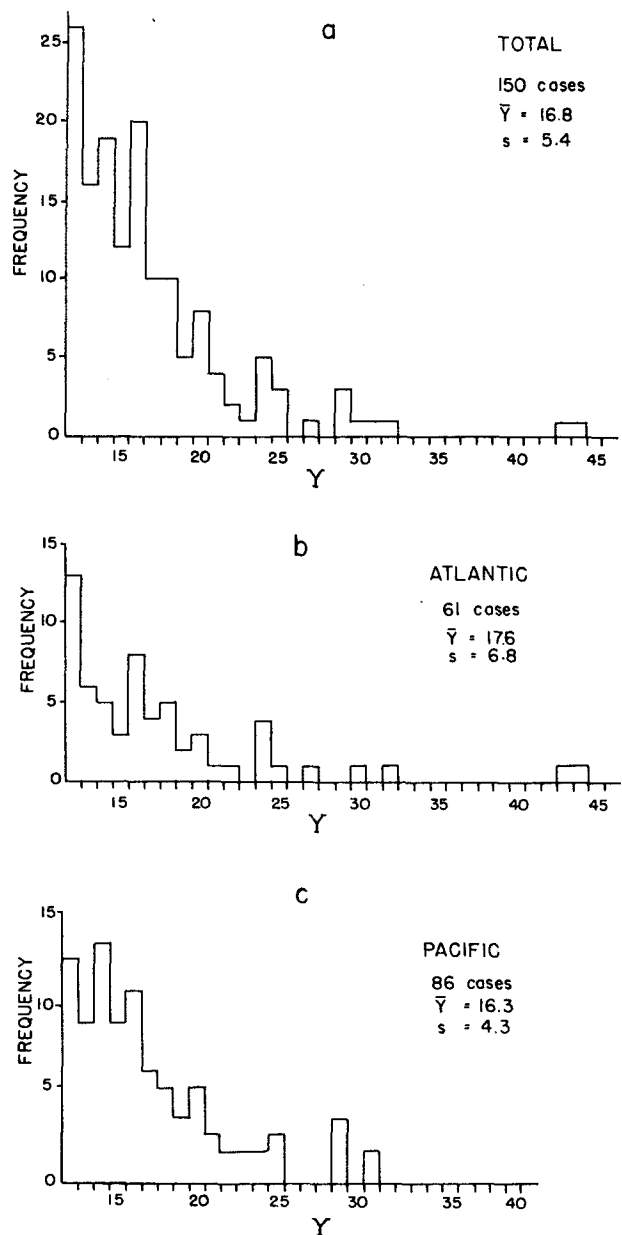 a
TOTAL
150 cases
Ȳ = 16.8
s = 5.4
FREQUENCY
25
20
15
10
5
0
15 20 25 30 35 40 45
Y
b
ATLANTIC
61 cases
Ȳ = 17.6
s = 6.8
FREQUENCY
15
10
5
0
15 20 25 30 35 40 45
Y
c
PACIFIC
86 cases
Ȳ = 16.3
s = 4.3
FREQUENCY
15
10
5
0
15 20 25 30 35 40
Y